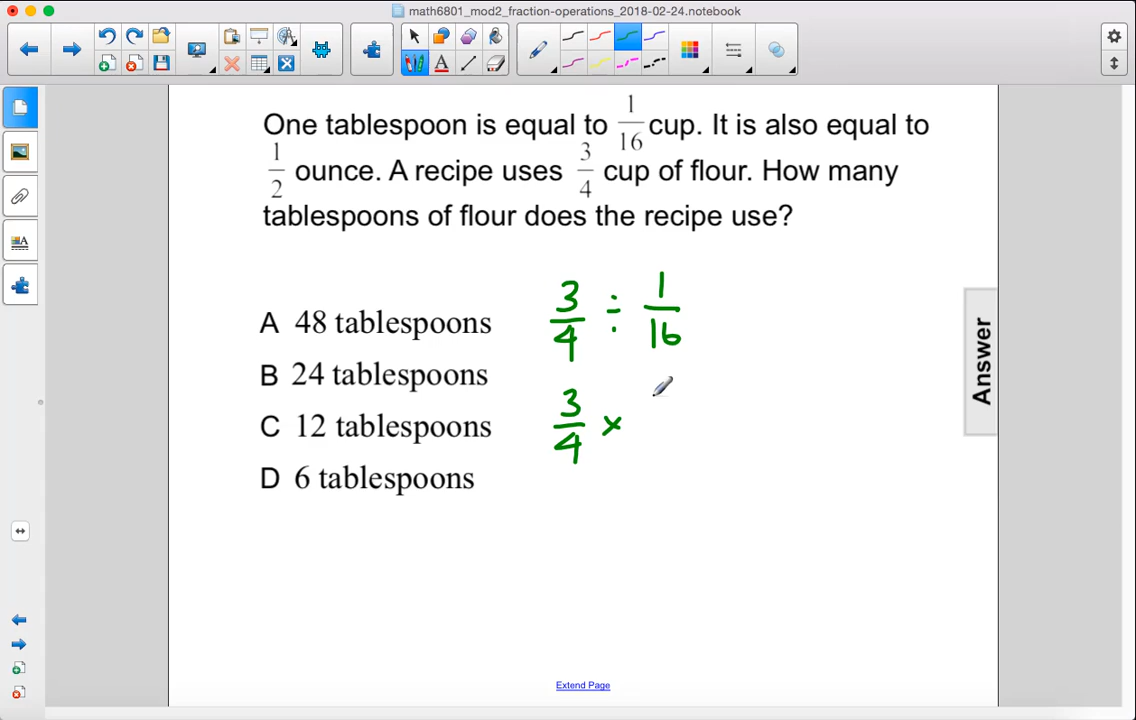 math6801_mod2_fraction-operations_2018-02-24.notebook
One tablespoon is equal to 1/16 cup. It is also equal to
1/2 ounce. A recipe uses 3/4 cup of flour. How many
tablespoons of flour does the recipe use?
A 48 tablespoons
B 24 tablespoons
C 12 tablespoons
D 6 tablespoons
3/4 ÷ 1/16
3/4 ×
Answer
Extend Page